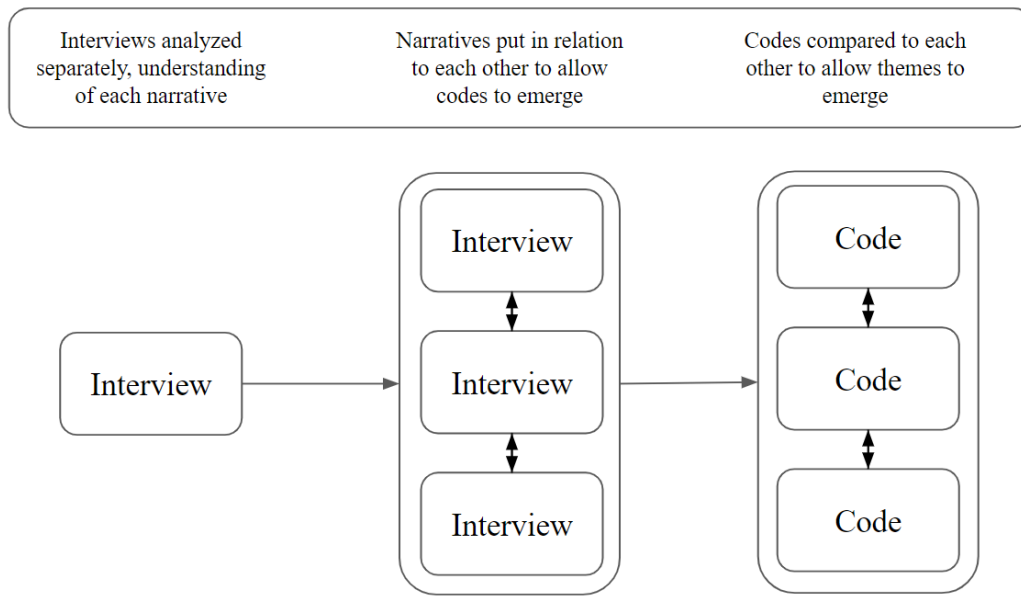 Interviews analyzed
separately, understanding
of each narrative
Narratives put in relation
to each other to allow
codes to emerge
Codes compared to each
other to allow themes to
emerge
Interview
Interview
Interview
Interview
Code
Code
Code